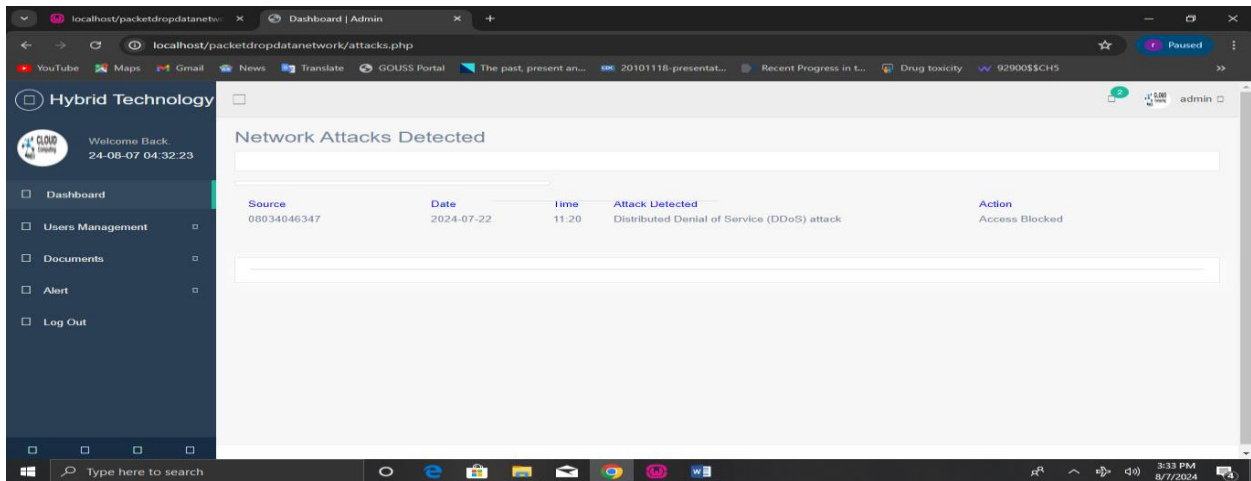 localhost/packetdropdatanetw
Dashboard | Admin
localhost/packetdropdatanetwork/attacks.php
Paused
YouTube Maps Gmail News Translate GOUSS Portal The past, present an... 20101118-presentat... Recent Progress in t... Drug toxicity 92900$$CH5 »
Hybrid Technology
2
admin
CLOUD
Welcome Back.
24-08-07 04:32:23
Network Attacks Detected
Dashboard
Users Management
Documents
Alert
Log Out
Source Date Time Attack Detected Action
08034046347 2024-07-22 11:20 Distributed Denial of Service (DDoS) attack Access Blocked
Type here to search
3:33 PM
8/7/2024
4